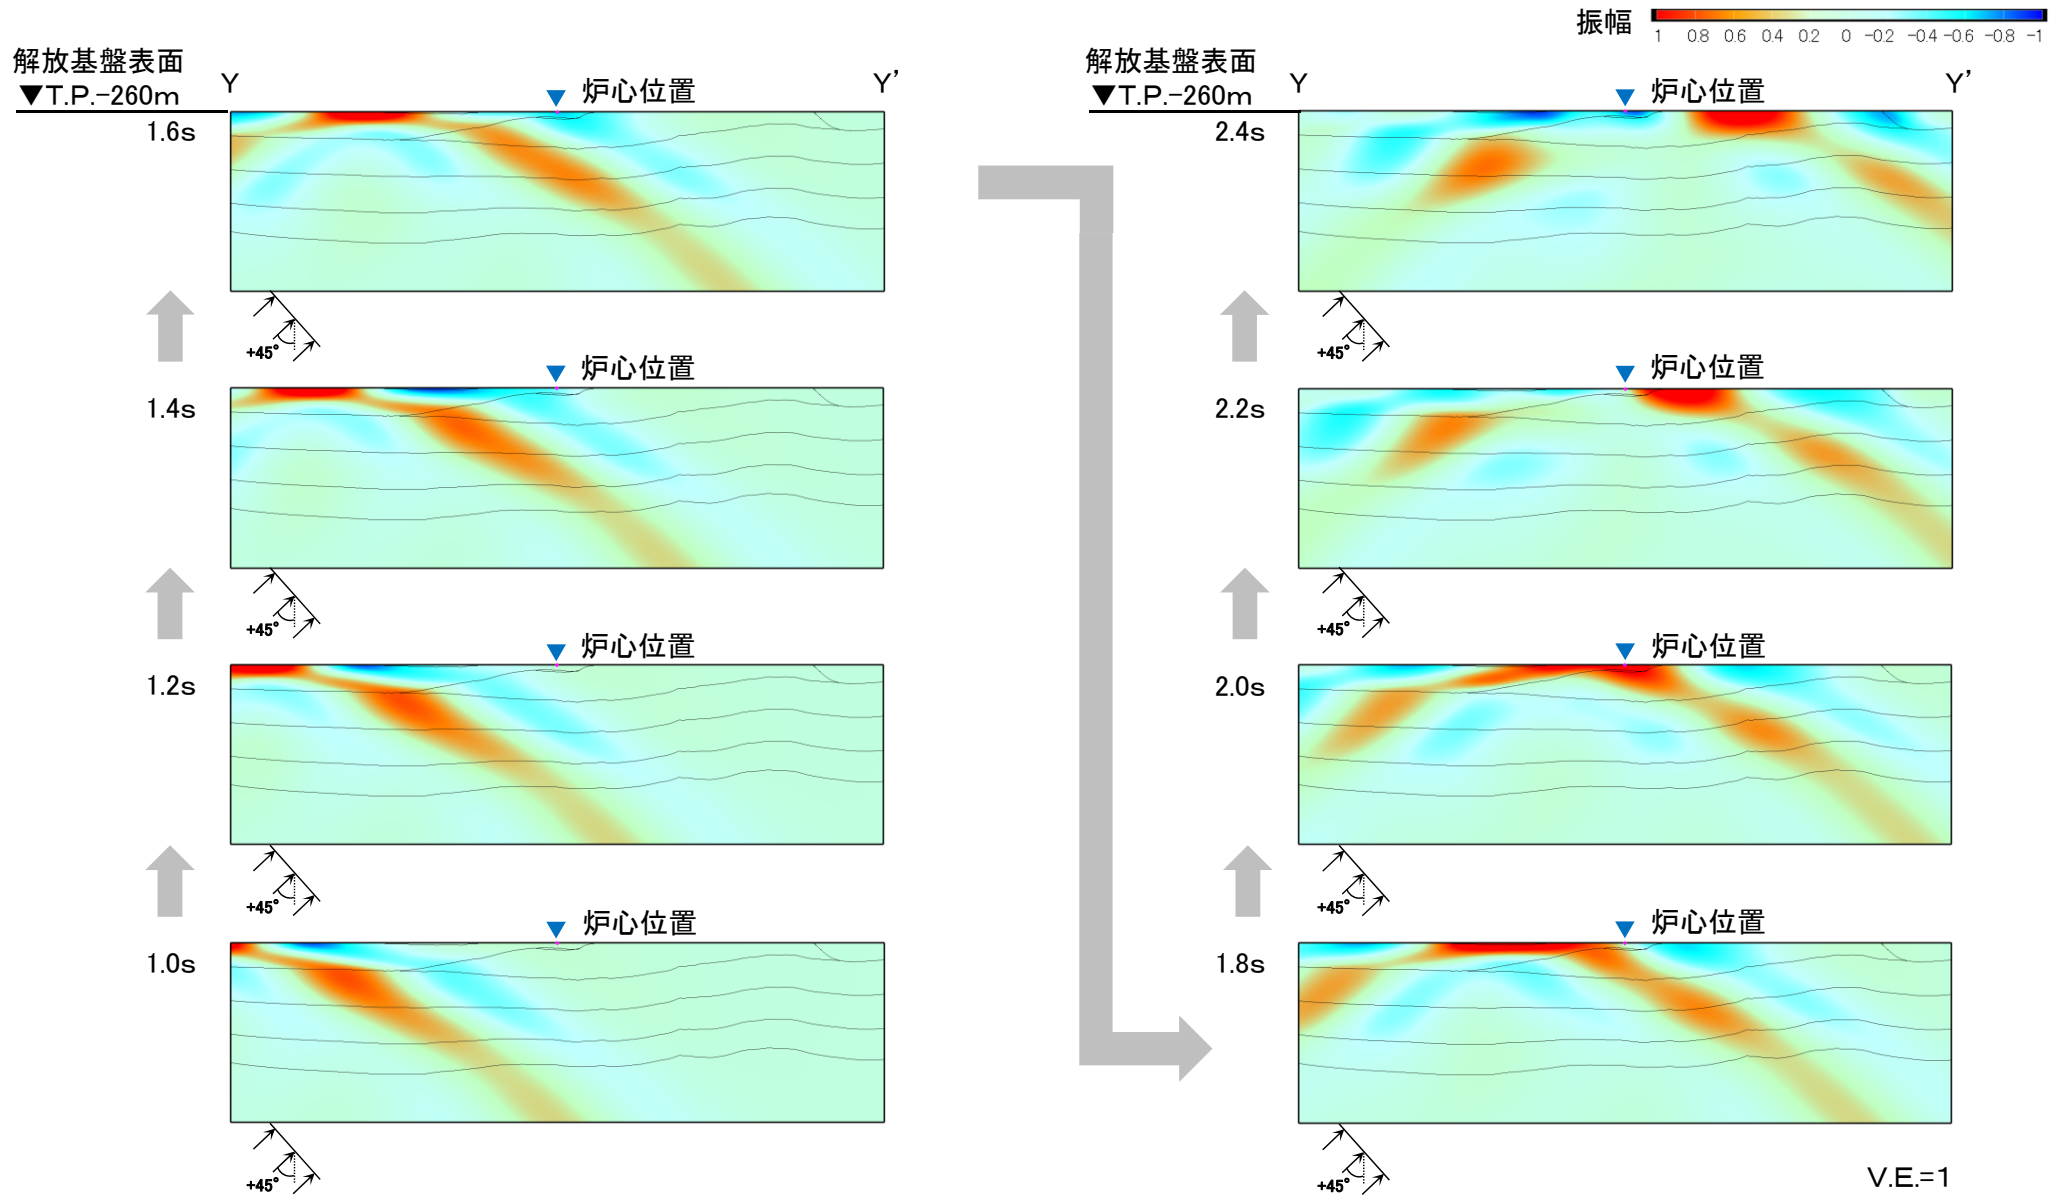 振幅
1 0.8 0.6 0.4 0.2 0 -0.2 -0.4 -0.6 -0.8 -1
解放基盤表面
▼T.P.-260m
Y
炉心位置
Y'
1.6s
+45°
炉心位置
1.4s
+45°
炉心位置
1.2s
+45°
炉心位置
1.0s
+45°
解放基盤表面
▼T.P.-260m
Y
炉心位置
Y'
2.4s
+45°
炉心位置
2.2s
+45°
炉心位置
2.0s
+45°
炉心位置
1.8s
+45°
V.E.=1